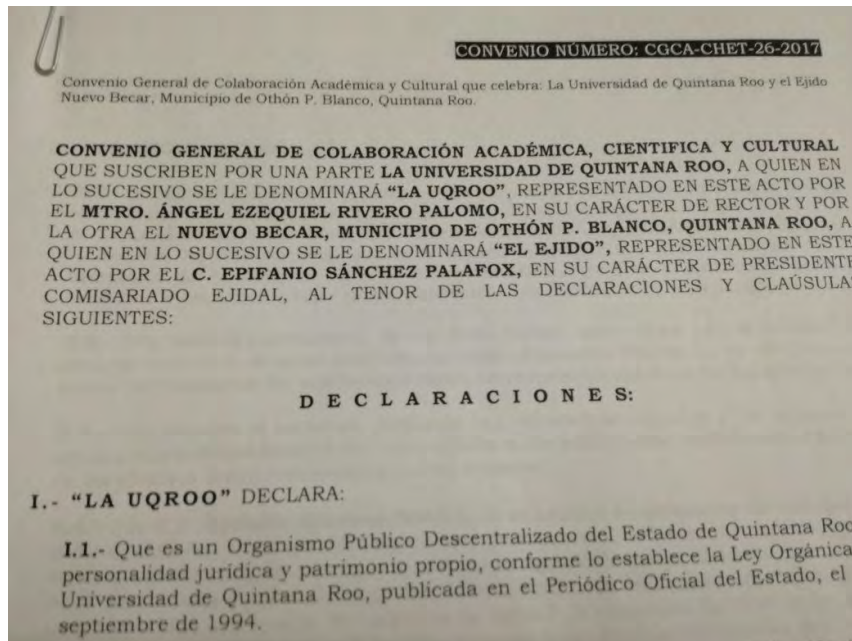 CONVENIO NÚMERO: CGCA-CHET-26-2017
Convenio General de Colaboración Académica y Cultural que celebra: La Universidad de Quintana Roo y el Ejido
Nuevo Becar, Municipio de Othón P. Blanco, Quintana Roo.
CONVENIO GENERAL DE COLABORACIÓN ACADÉMICA, CIENTIFICA Y CULTURAL
QUE SUSCRIBEN POR UNA PARTE LA UNIVERSIDAD DE QUINTANA ROO, A QUIEN EN
LO SUCESIVO SE LE DENOMINARÁ “LA UQROO”, REPRESENTADO EN ESTE ACTO POR
EL MTRO. ÁNGEL EZEQUIEL RIVERO PALOMO, EN SU CARÁCTER DE RECTOR Y POR
LA OTRA EL NUEVO BECAR, MUNICIPIO DE OTHÓN P. BLANCO, QUINTANA ROO, A
QUIEN EN LO SUCESIVO SE LE DENOMINARÁ “EL EJIDO”, REPRESENTADO EN ESTE
ACTO POR EL C. EPIFANIO SÁNCHEZ PALAFOX, EN SU CARÁCTER DE PRESIDENTE
COMISARIADO EJIDAL, AL TENOR DE LAS DECLARACIONES Y CLAÚSULA
SIGUIENTES:
D E C L A R A C I O N E S:
I.- “LA UQROO” DECLARA:
I.1.- Que es un Organismo Público Descentralizado del Estado de Quintana Roo
personalidad jurídica y patrimonio propio, conforme lo establece la Ley Orgánica
Universidad de Quintana Roo, publicada en el Periódico Oficial del Estado, el
septiembre de 1994.